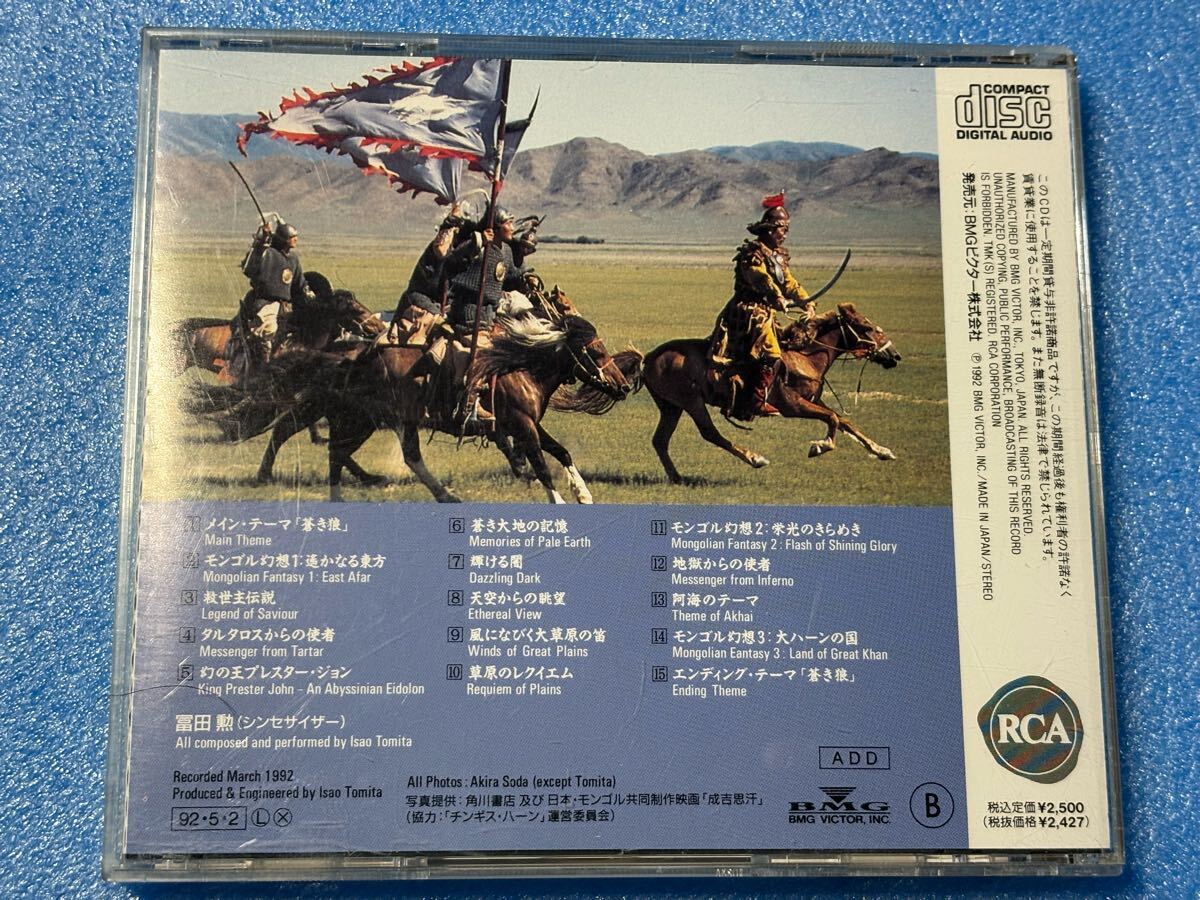 COMPACT
disc
DIGITAL AUDIO
このCDは一定期間貸与非許諾商品ですが、この期間経過後も権利者の許諾なく
賃貸業に使用することを禁じます。また無断録音は法律で禁じられています。
MANUFACTURED BY BMG VICTOR, INC., TOKYO, JAPAN. ALL RIGHTS RESERVED.
UNAUTHORIZED COPYING, PUBLIC PERFORMANCE, BROADCASTING OF THIS RECORD
IS FORBIDDEN. TMK(S) REGISTERED. RCA CORPORATION
発売元:BMGビクター株式会社 Ⓟ1992 BMG VICTOR, INC./MADE IN JAPAN/STEREO
1 メイン・テーマ「蒼き狼」
Main Theme
2 モンゴル幻想1:遥かなる東方
Mongolian Fantasy 1: East Afar
3 救世主伝説
Legend of Saviour
4 タルタロスからの使者
Messenger from Tartar
5 幻の王プレスター・ジョン
King Prester John - An Abyssinian Eidolon
6 蒼き大地の記憶
Memories of Pale Earth
7 輝ける闇
Dazzling Dark
8 天空からの眺望
Ethereal View
9 風になびく大草原の笛
Winds of Great Plains
10 草原のレクイエム
Requiem of Plains
11 モンゴル幻想2:栄光のきらめき
Mongolian Fantasy 2: Flash of Shining Glory
12 地獄からの使者
Messenger from Inferno
13 阿海のテーマ
Theme of Akhai
14 モンゴル幻想3:大ハーンの国
Mongolian Eantasy 3: Land of Great Khan
15 エンディング・テーマ「蒼き狼」
Ending Theme
冨田 勲(シンセサイザー)
All composed and performed by Isao Tomita
Recorded March 1992
Produced & Engineered by Isao Tomita
92・5・2 Ⓛ Ⓧ
All Photos: Akira Soda (except Tomita)
写真提供:角川書店 及び 日本・モンゴル共同制作映画「成吉思汗」
(協力:「チンギス・ハーン」運営委員会)
ADD
BMG
BMG VICTOR, INC.
B
RCA
税込定価¥2,500
(税抜価格¥2,427)